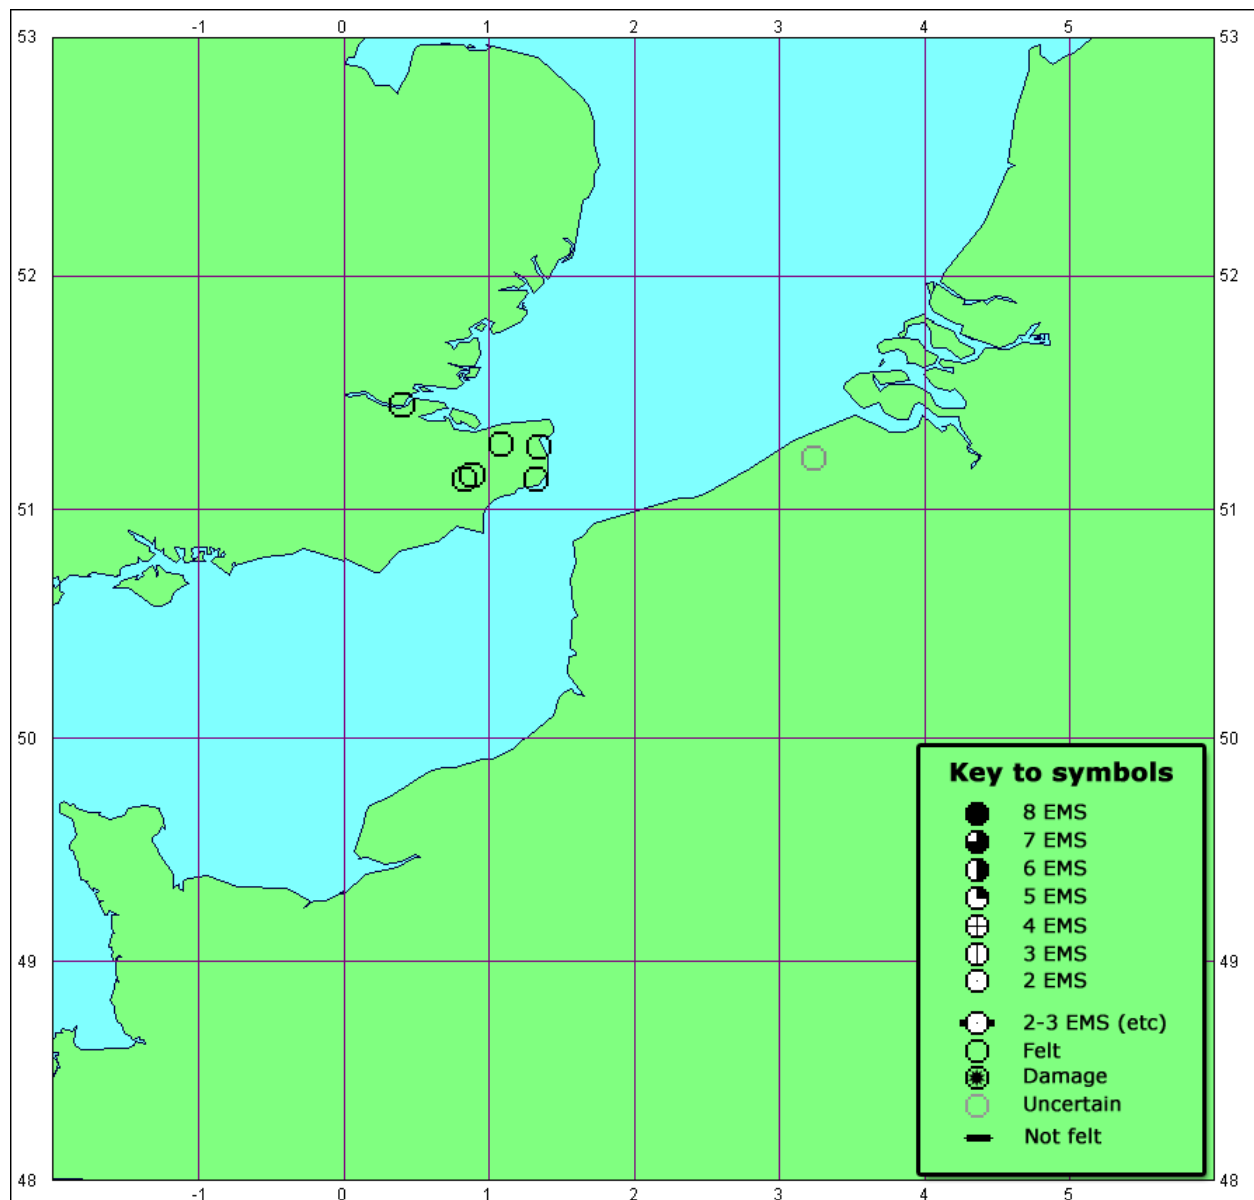 -1 0 1 2 3 4 5
53 53
52 52
51 51
50 50
Key to symbols
8 EMS
7 EMS
6 EMS
5 EMS
4 EMS
49 49
3 EMS
2 EMS
2-3 EMS (etc)
Felt
Damage
Uncertain
Not felt
48 48
-1 0 1 2 3 4 5